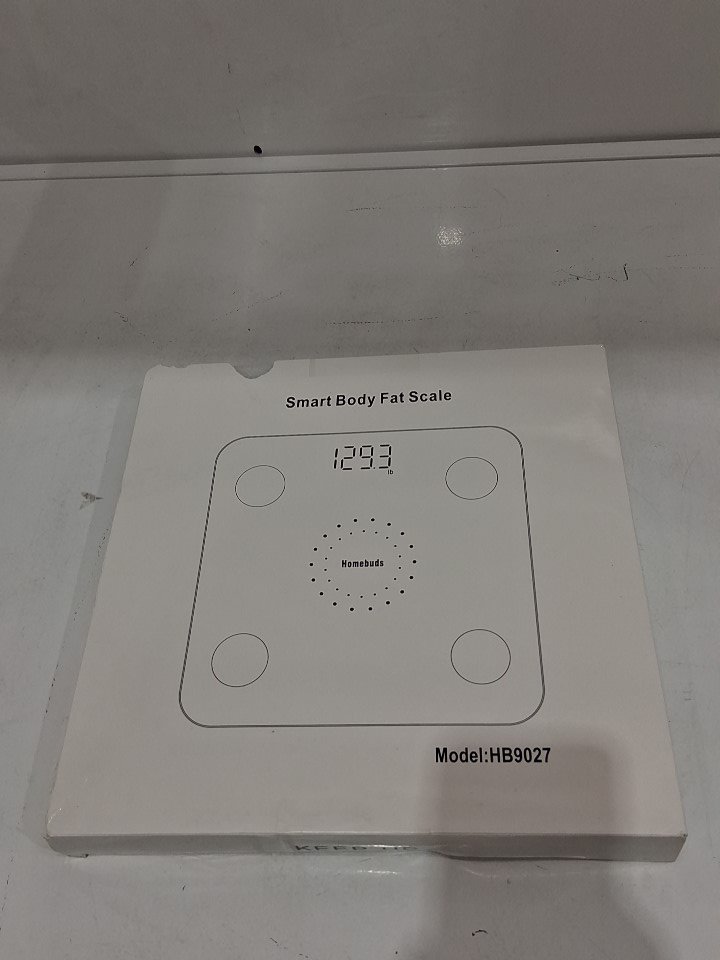 Smart Body Fat Scale
129.3
lb
Homebuds
Model:HB9027